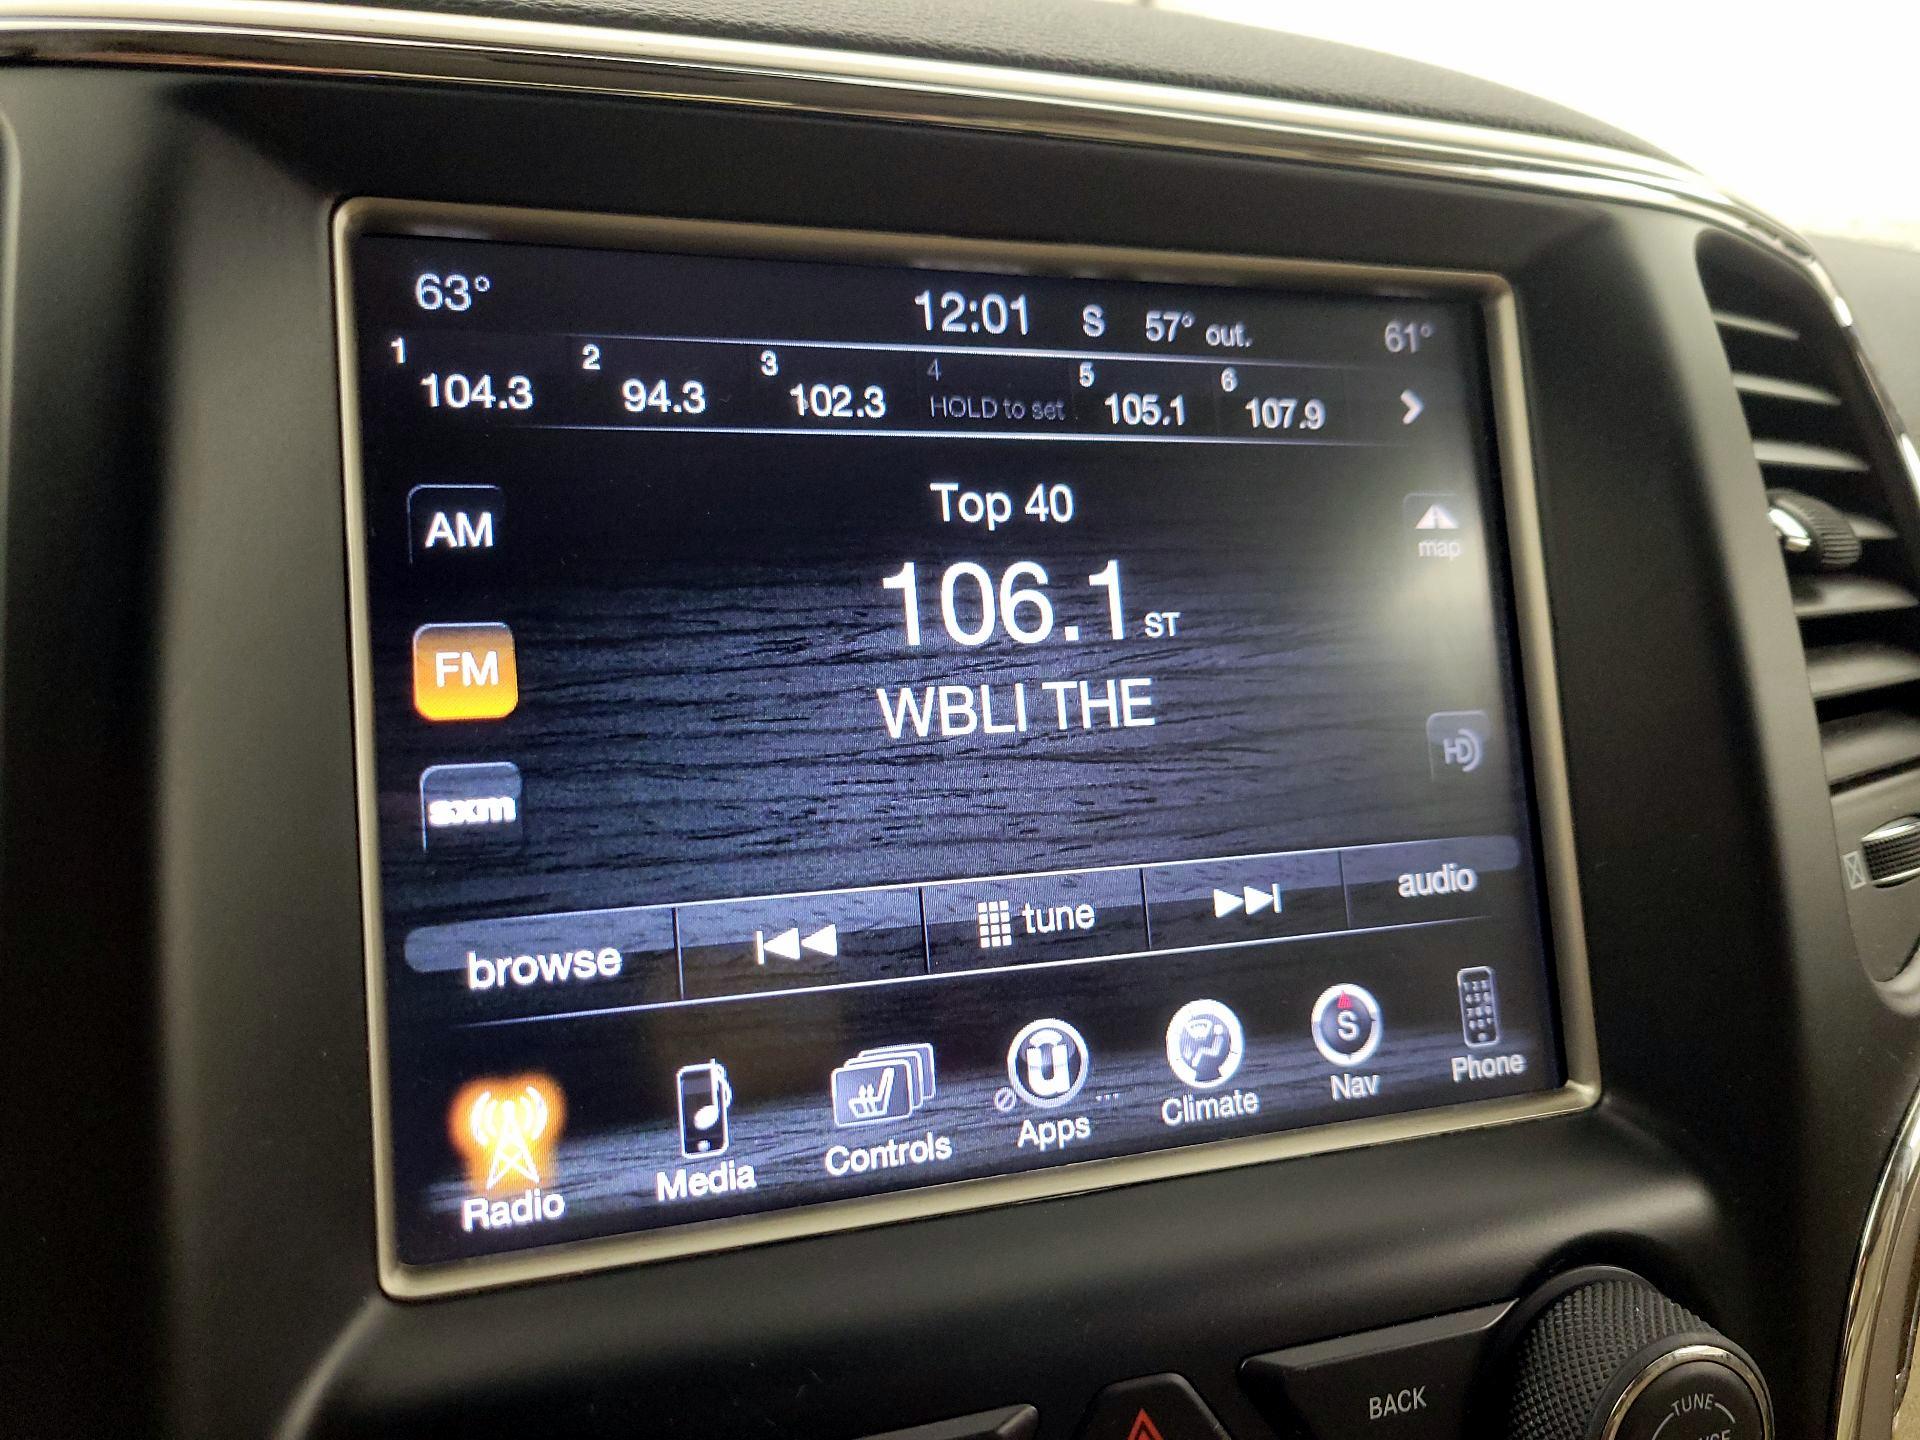 63° 12:01 S 57° out. 61°
1 104.3 2 94.3 3 102.3 4 HOLD to set 5 105.1 6 107.9
Top 40
AM
map
106.1 ST
FM
WBLI THE
HD
sxm
browse tune audio
Radio Media Controls Apps Climate Nav Phone
S
BACK
TUNE